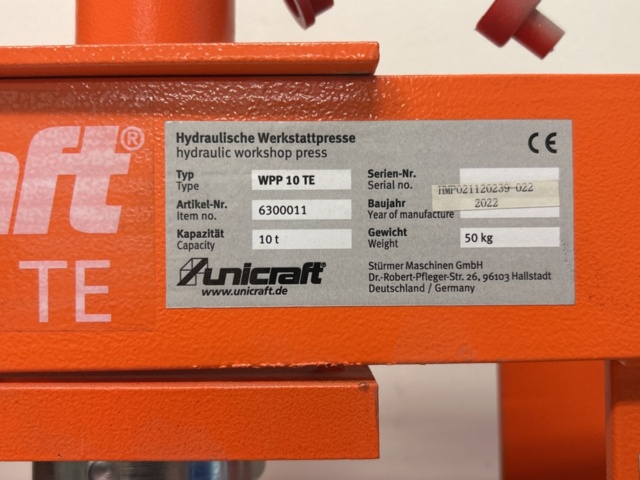 aft®
TE
Hydraulische Werkstattpresse
hydraulic workshop press
CE
Typ
Type
WPP 10 TE
Artikel-Nr.
Item no.
6300011
Kapazität
Capacity
10 t
Serien-Nr.
Serial no.
HMP021120239-022
Baujahr
Year of manufacture
2022
Gewicht
Weight
50 kg
unicraft®
www.unicraft.de
Stürmer Maschinen GmbH
Dr.-Robert-Pfleger-Str. 26, 96103 Hallstadt
Deutschland / Germany